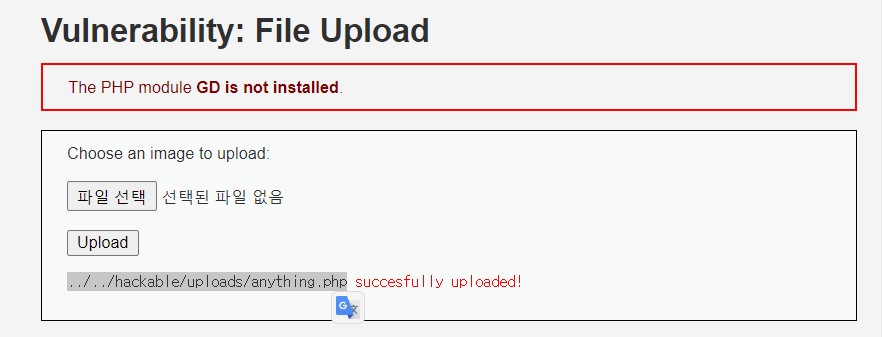 Vulnerability: File Upload
The PHP module GD is not installed.
Choose an image to upload:
파일 선택 선택된 파일 없음
Upload
../../hackable/uploads/anything.php succesfully uploaded!